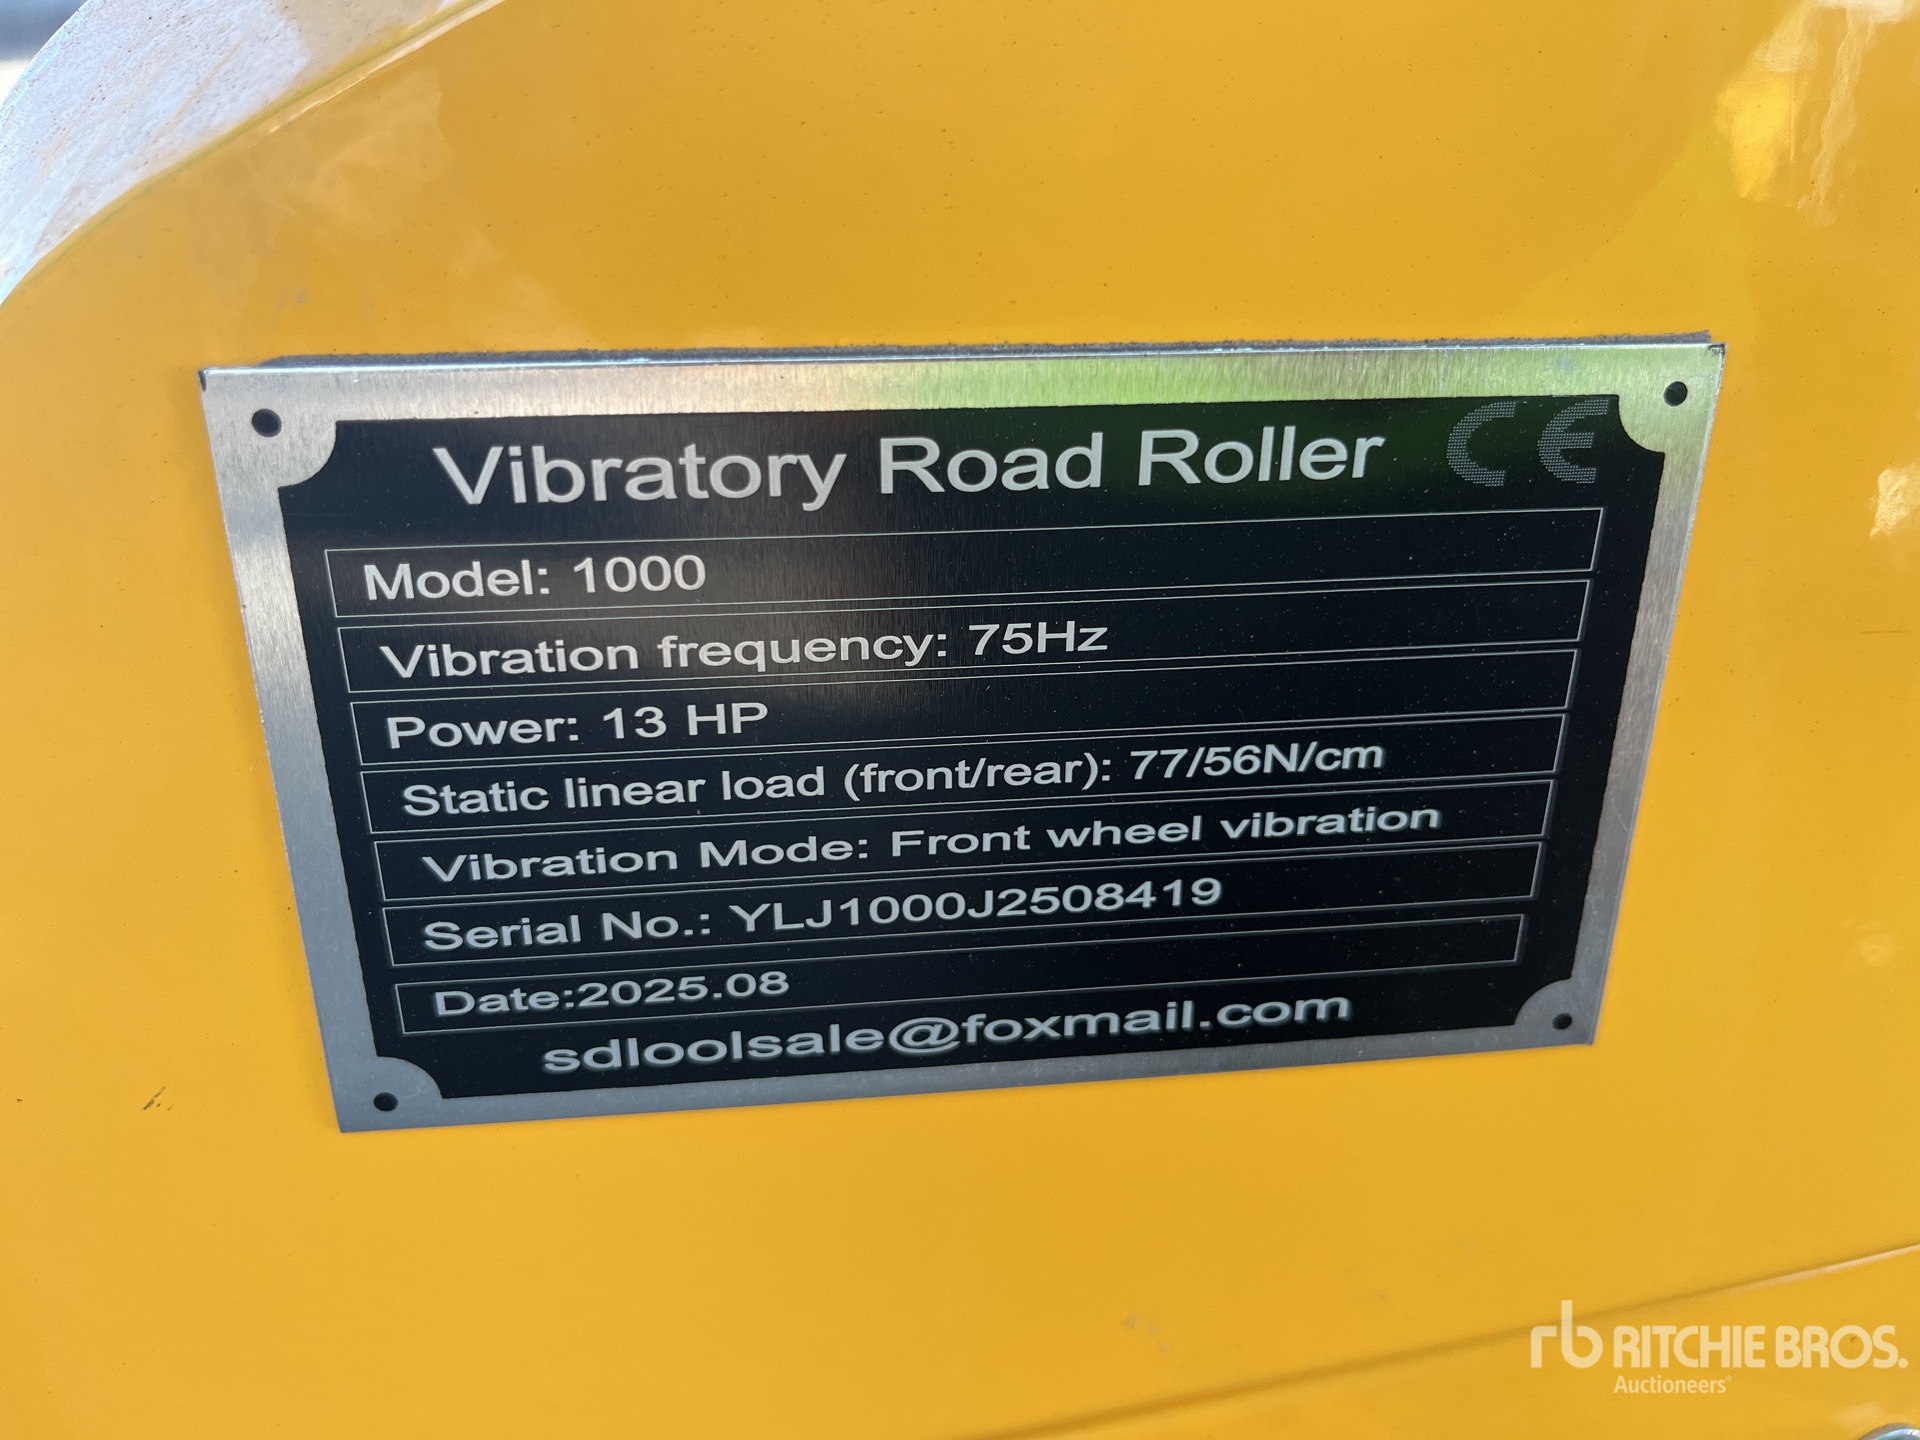 Vibratory Road Roller CE
Model: 1000
Vibration frequency: 75Hz
Power: 13 HP
Static linear load (front/rear): 77/56N/cm
Vibration Mode: Front wheel vibration
Serial No.: YLJ1000J2508419
Date:2025.08
sdloolsale@foxmail.com
rb RITCHIE BROS.
Auctioneers®